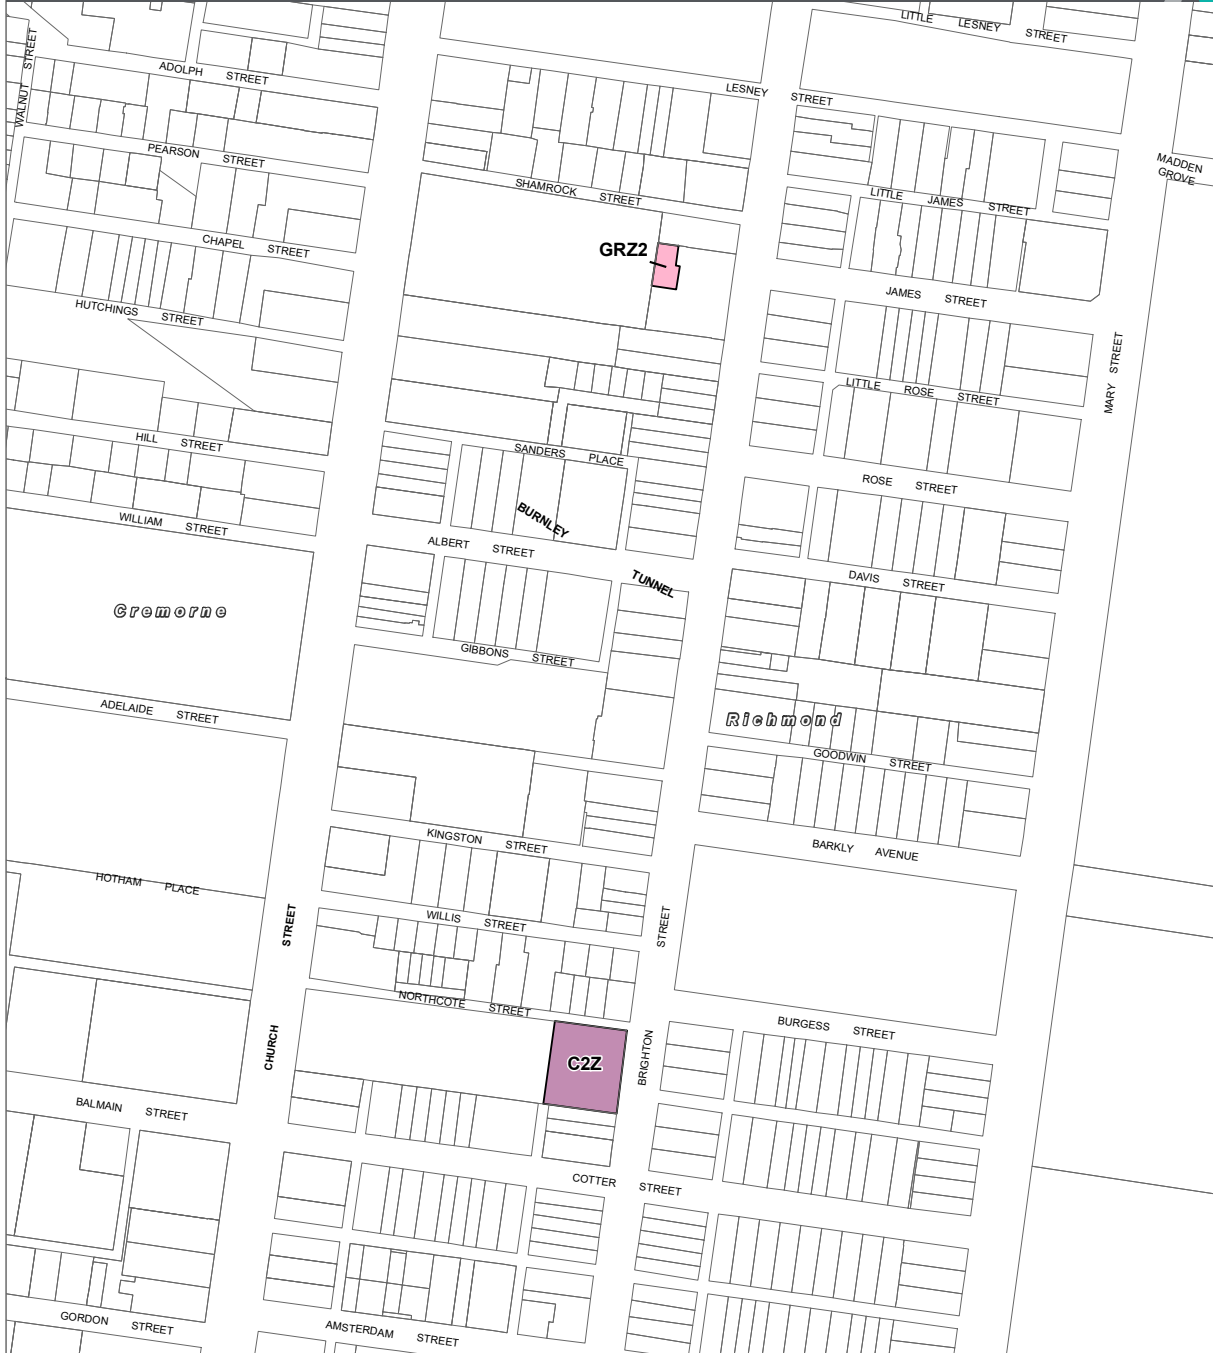 LITTLE LESNEY STREET
WALNUT STREET
ADOLPH STREET
LESNEY STREET
PEARSON STREET
MADDEN
GROVE
SHAMROCK STREET
LITTLE JAMES STREET
CHAPEL STREET
GRZ2
JAMES STREET
HUTCHINGS STREET
MARY STREET
LITTLE ROSE STREET
HILL STREET
SANDERS PLACE
ROSE STREET
WILLIAM STREET
BURNLEY
TUNNEL
ALBERT STREET
DAVIS STREET
Cremorne
GIBBONS STREET
ADELAIDE STREET
Richmond
GOODWIN STREET
KINGSTON STREET
BARKLY AVENUE
HOTHAM PLACE
WILLIS STREET
CHURCH STREET
BRIGHTON STREET
NORTHCOTE STREET
BURGESS STREET
C2Z
BALMAIN STREET
COTTER STREET
GORDON STREET
AMSTERDAM STREET